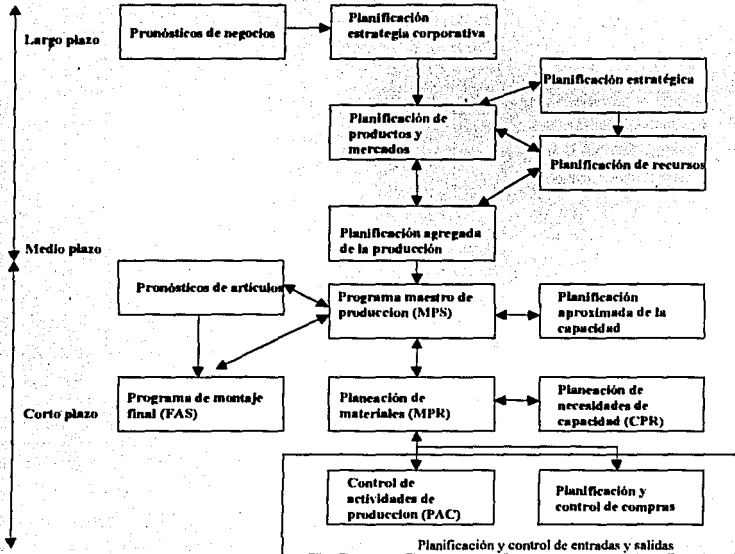 Largo plazo
Pronósticos de negocios
Planificación
estrategia corporativa
Planificación estratégica
Planificación de
productos y
mercados
Planificación de recursos
Planificación agregada
de la producción
Medio plazo
Pronósticos de artículos
Programa maestro de
produccion (MPS)
Planificación
aproximada de la
capacidad
Corto plazo
Programa de montaje
final (FAS)
Planeación de
materiales (MPR)
Planeación de
necesidades de
capacidad (CPR)
Control de
actividades de
produccion (PAC)
Planificación y
control de compras
Planificación y control de entradas y salidas